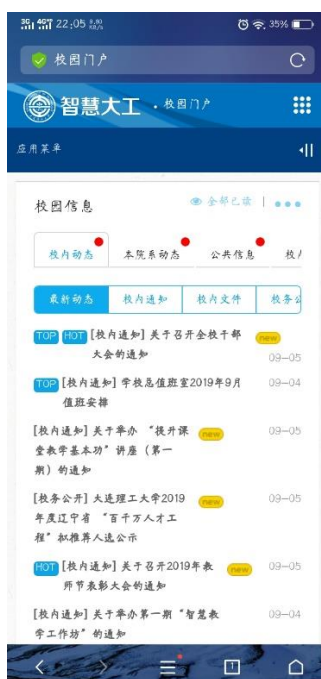 3G 4GT 22:05 35%
校园门户
智慧大工 · 校园门户
应用菜单
校园信息 全部已读
校内动态 本院系动态 公共信息
最新动态 校内通知 校内文件 校务公
TOP HOT [校内通知] 关于召开全校干部 new
大会的通知 09-05
TOP [校内通知] 学校总值班室2019年9月 09-04
值班安排
[校内通知] 关于举办 “提升课 new 09-05
堂教学基本功” 讲座 (第一
期) 的通知
[校务公开] 大连理工大学2019 new 09-05
年度辽宁省 “百千万人才工
程” 拟推荐人选公示
HOT [校内通知] 关于召开2019年教 new 09-05
师节表彰大会的通知
[校内通知] 关于举办第一期 “智慧教 09-04
学工作坊” 的通知
1